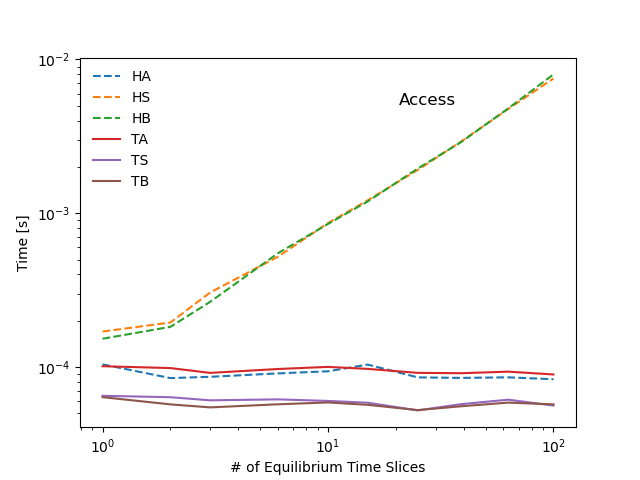 10⁻²
HA
HS
Access
HB
TA
TS
TB
10⁻³
Time [s]
10⁻⁴
10⁰ 10¹ 10²
# of Equilibrium Time Slices